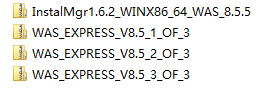 InstalMgr1.6.2_WINX86_64_WAS_8.5.5
WAS_EXPRESS_V8.5_1_OF_3
WAS_EXPRESS_V8.5_2_OF_3
WAS_EXPRESS_V8.5_3_OF_3